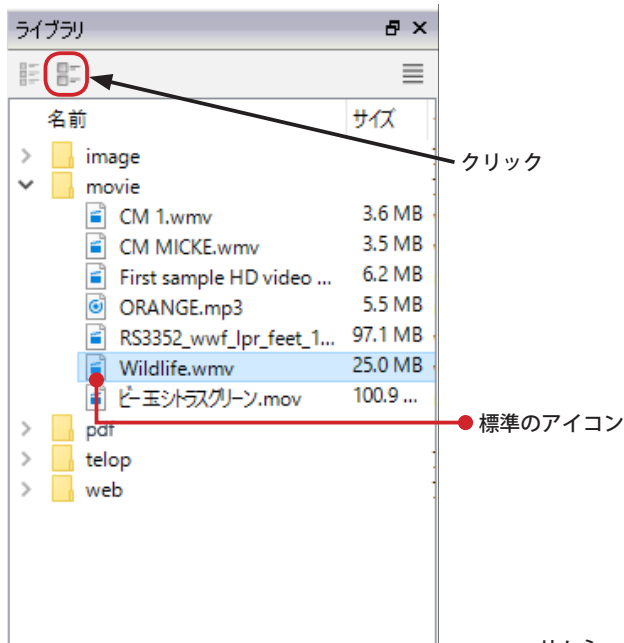 ライブラリ
名前 サイズ
クリック
image
movie
CM 1.wmv 3.6 MB
CM MICKE.wmv 3.5 MB
First sample HD video ... 6.2 MB
ORANGE.mp3 5.5 MB
RS3352_wwf_lpr_feet_1... 97.1 MB
Wildlife.wmv 25.0 MB
ビー玉シトラスグリーン.mov 100.9 ...
標準のアイコン
pdf
telop
web